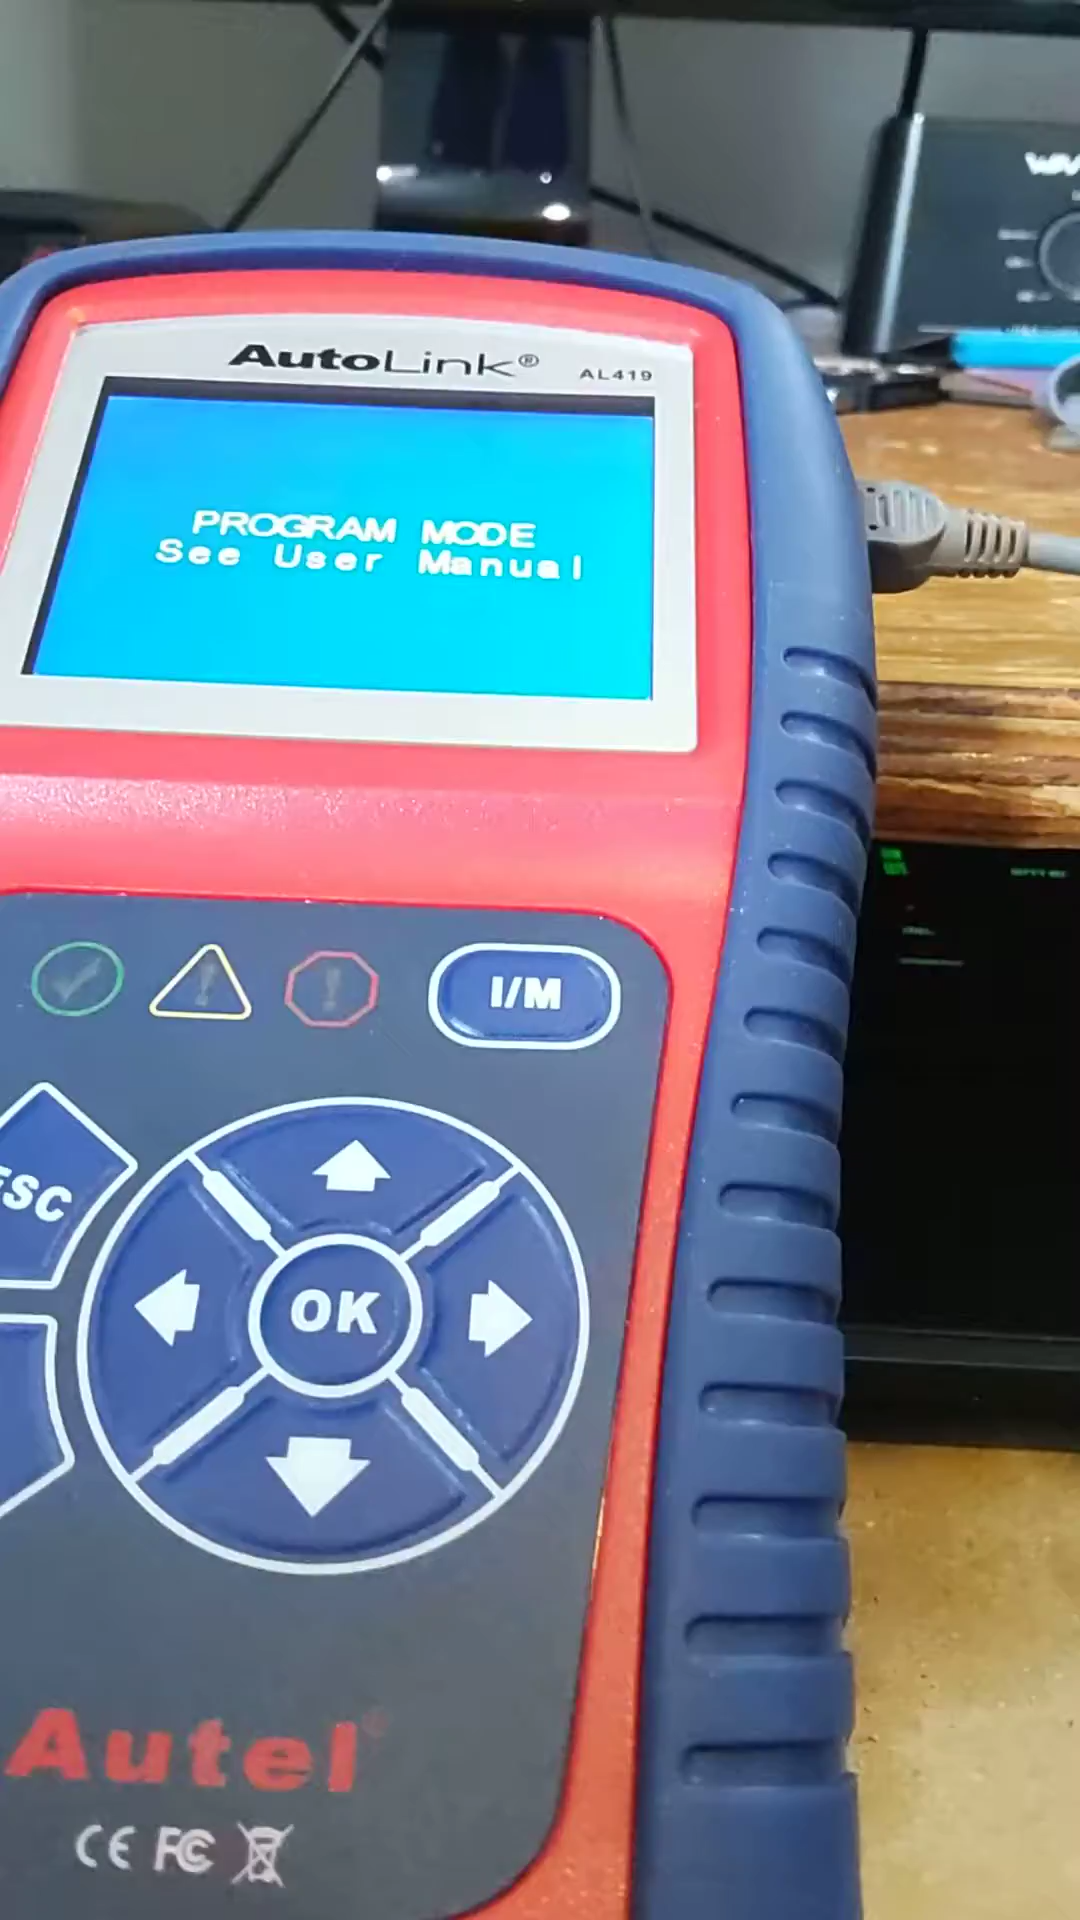 AutoLink®
AL419
PROGRAM MODE
See User Manual
I/M
ESC
OK
Autel®
CE FC